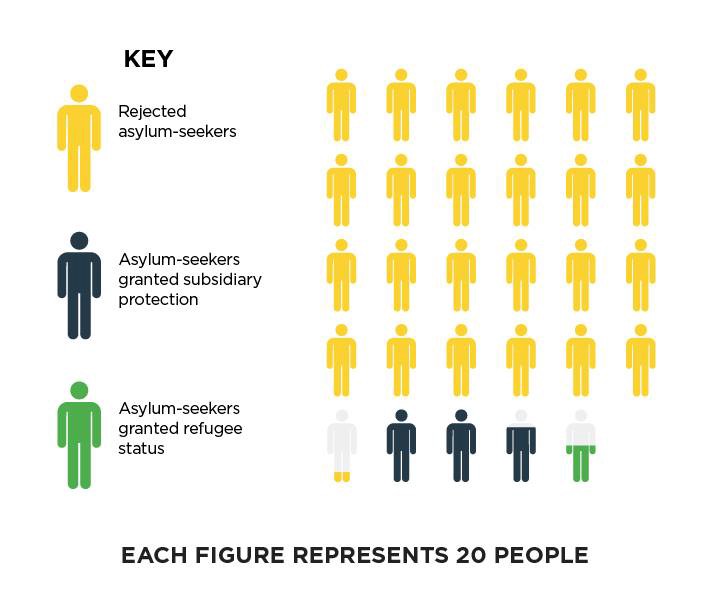 KEY
Rejected
asylum-seekers
Asylum-seekers
granted subsidiary
protection
Asylum-seekers
granted refugee
status
EACH FIGURE REPRESENTS 20 PEOPLE